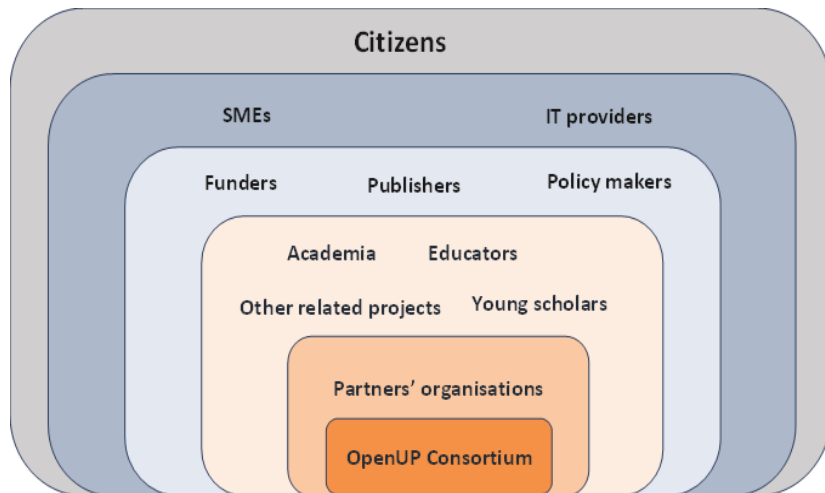 Citizens
SMEs IT providers
Funders Publishers Policy makers
Academia Educators
Other related projects Young scholars
Partners’ organisations
OpenUP Consortium